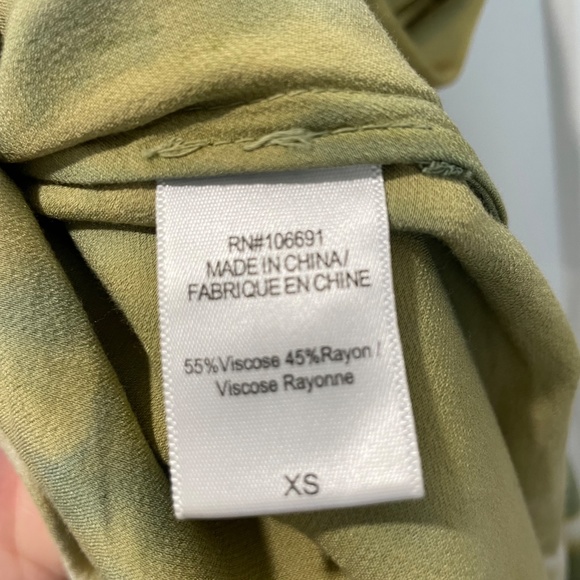 RN#106691
MADE IN CHINA/
FABRIQUE EN CHINE
55%Viscose 45%Rayon /
Viscose Rayonne
XS